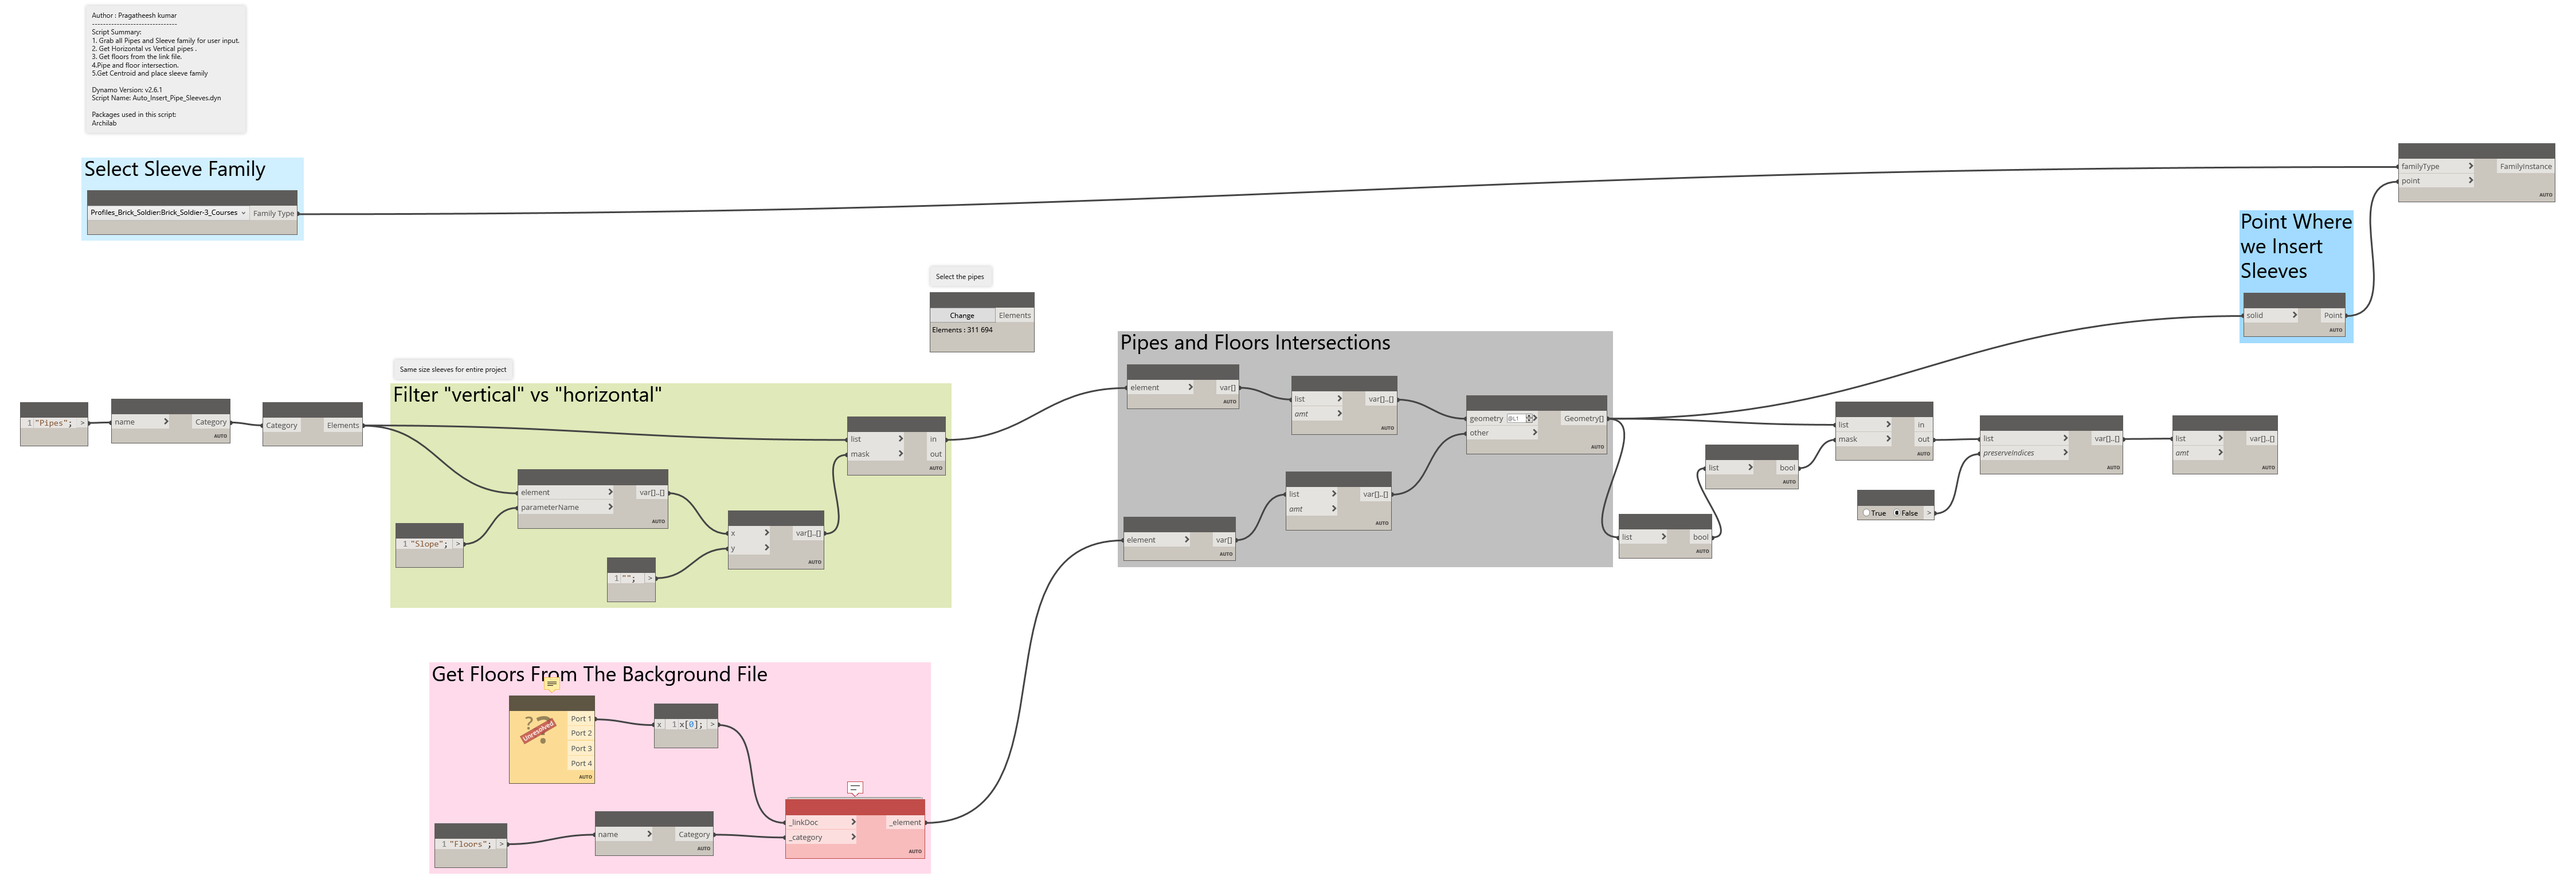 Author : Pragatheesh kumar
--------------------------------
Script Summary:
1. Grab all Pipes and Sleeve family for user input.
2. Get Horizontal vs Vertical pipes .
3. Get floors from the link file.
4.Pipe and floor intersection.
5.Get Centroid and place sleeve family
Dynamo Version: v2.6.1
Script Name: Auto_Insert_Pipe_Sleeves.dyn
Packages used in this script:
Archilab
Select Sleeve Family
Profiles_Brick_Soldier:Brick_Soldier-3_Courses
Family Type
familyType > FamilyInstance
point >
AUTO
Point Where
we Insert
Sleeves
solid > Point
AUTO
Select the pipes
Change Elements
Elements : 311 694
Same size sleeves for entire project
Filter "vertical" vs "horizontal"
1 "Pipes"; >
name > Category
AUTO
Category Elements
list > in
mask > out
AUTO
element > var[]..[]
parameterName >
AUTO
1 "Slope"; >
x > var[]..[]
y >
AUTO
1 ""; >
Pipes and Floors Intersections
element > var[]
AUTO
list > var[]..[]
amt >
AUTO
geometry @L1 > Geometry[]
other >
AUTO
list > var[]..[]
amt >
AUTO
element > var[]
AUTO
list > bool
AUTO
list > bool
AUTO
list > in
mask > out
AUTO
True False >
list > var[]..[]
preserveIndices >
AUTO
list > var[]..[]
amt >
AUTO
Get Floors From The Background File
??
Unresolved
Port 1
Port 2
Port 3
Port 4
AUTO
x 1 x[0]; >
1 "Floors"; >
name > Category
AUTO
_linkDoc > _element
_category >
AUTO